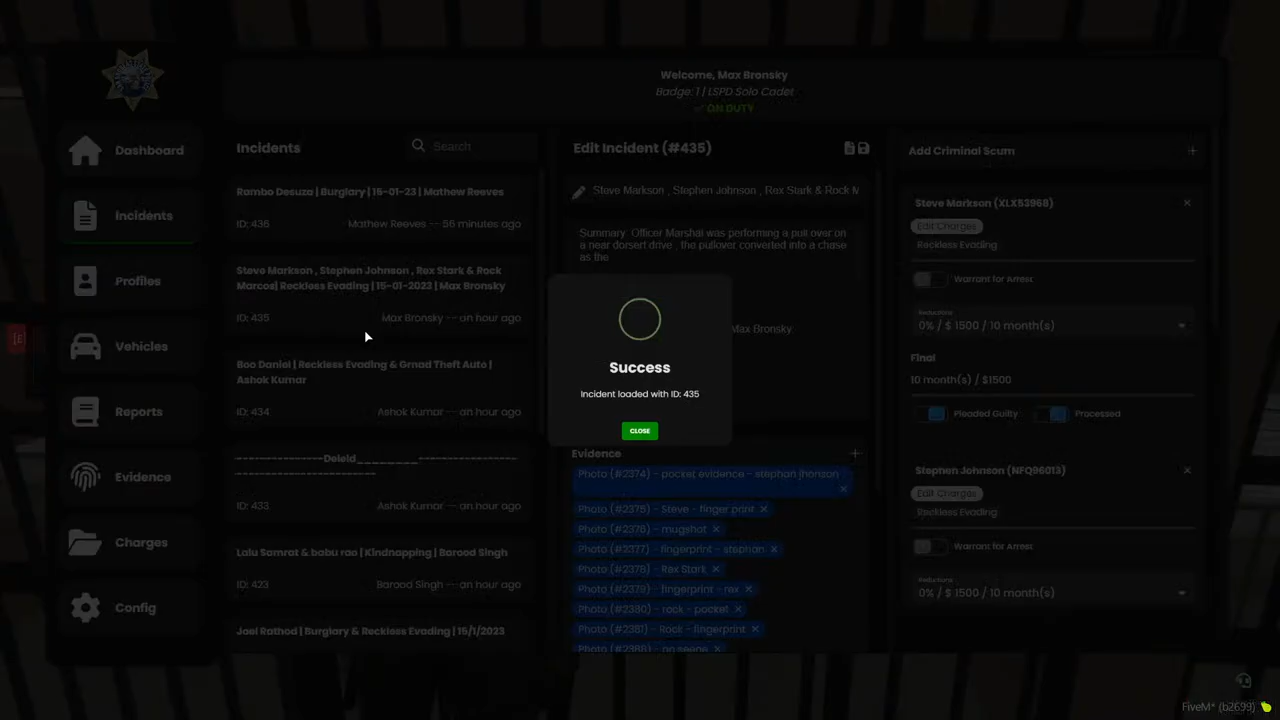 Welcome, Max Bronsky
Badge: 1 | LSPD Solo Cadet
ON DUTY
Dashboard
Incidents
Profiles
Vehicles
Reports
Evidence
Charges
Config
Incidents
Search
Rambo Desuza | Burglary | 15-01-23 | Mathew Reeves
ID: 436
Mathew Reeves -- 56 minutes ago
Steve Markson , Stephen Johnson , Rex Stark & Rock
Marcos| Reckless Evading | 15-01-2023 | Max Bronsky
ID: 435
Max Bronsky -- an hour ago
Boo Daniel | Reckless Evading & Grnad Theft Auto |
Ashok Kumar
ID: 434
Ashok Kumar -- an hour ago
------------------Deleld________------------------
ID: 433
Ashok Kumar -- an hour ago
Lalu Samrat & babu rao | Kindnapping | Barood Singh
ID: 423
Barood Singh -- an hour ago
Joel Rathod | Burglary & Reckless Evading | 15/1/2023
Edit Incident (#435)
Steve Markson , Stephen Johnson , Rex Stark & Rock M
Summary Officer Marshal was performing a pull over on
a near dorsert drive , the pullover converted into a chase
as the
Max Bronsky
Success
Incident loaded with ID: 435
CLOSE
Evidence
Photo (#2374) - pocket evidence - stephan jhonson
Photo (#2375) - Steve - finger print
Photo (#2376) - mugshot
Photo (#2377) - fingerprint - stephan
Photo (#2378) - Rex Stark
Photo (#2379) - fingerprint - rex
Photo (#2380) - rock - pocket
Photo (#2381) - Rock - fingerprint
Add Criminal Scum
Steve Markson (XLX53968)
Edit Charges
Reckless Evading
Warrant for Arrest
Reductions
0% / $ 1500 / 10 month(s)
Final
10 month(s) / $1500
Pleaded Guilty
Processed
Stephen Johnson (NFQ96013)
Edit Charges
Reckless Evading
Warrant for Arrest
Reductions
0% / $ 1500 / 10 month(s)
FiveM* (b2699)